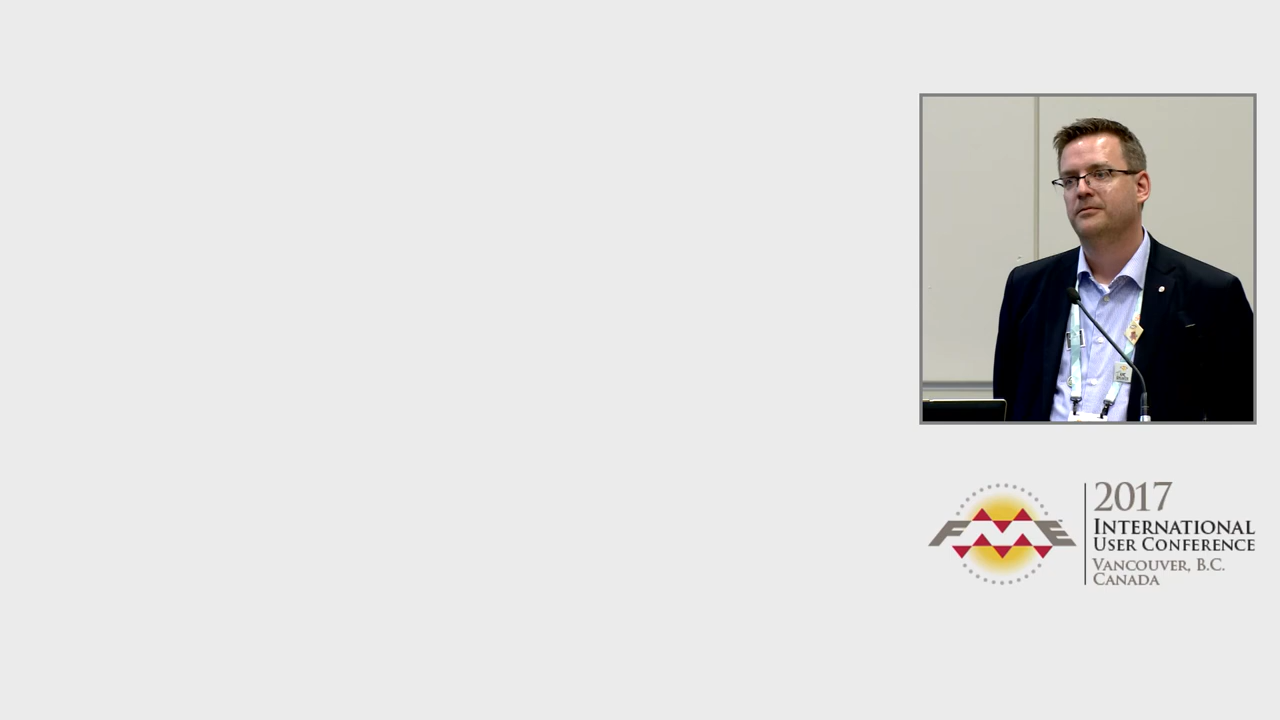 FME
2017
INTERNATIONAL
USER CONFERENCE
VANCOUVER, B.C.
CANADA